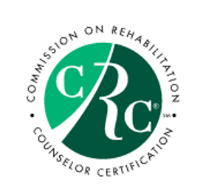 COMMISSION ON REHABILITATION
CRC®
SM
• COUNSELOR CERTIFICATION •